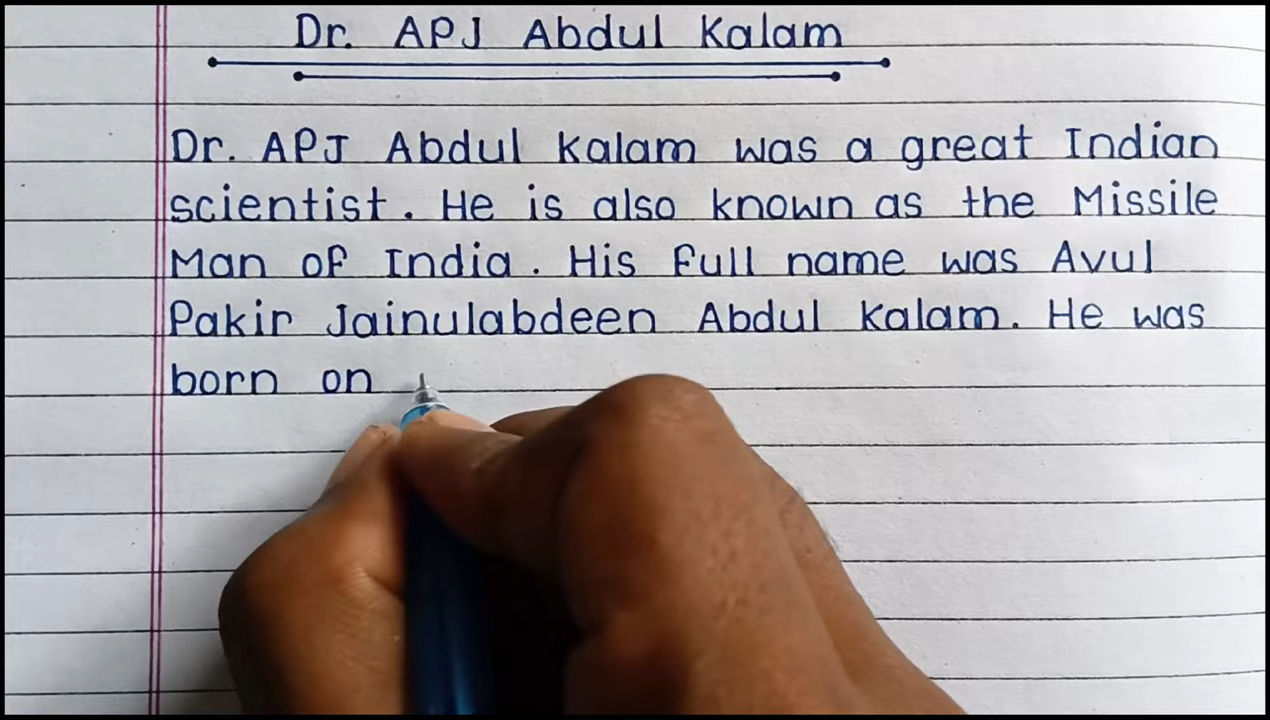 Dr. APJ Abdul Kalam
Dr. APJ Abdul Kalam was a great Indian
scientist. He is also known as the Missile
Man of India. His full name was Avul
Pakir Jainulabdeen Abdul Kalam. He was
born on